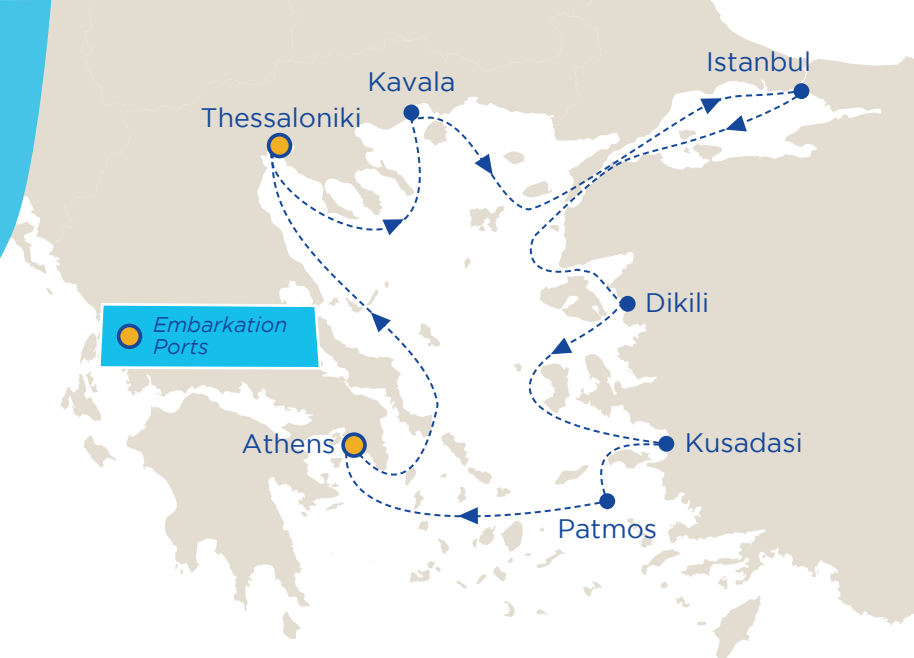 Istanbul
Kavala
Thessaloniki
Dikili
Embarkation
Ports
Athens
Kusadasi
Patmos